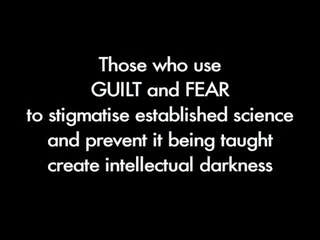 Those who use
GUILT and FEAR
to stigmatise established science
and prevent it being taught
create intellectual darkness